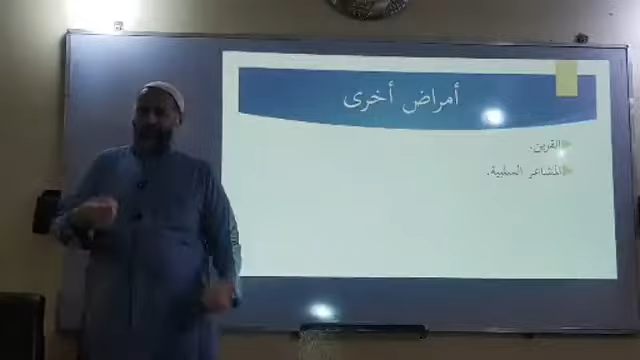 أمراض أخرى
القرين.
المشاعر السلبية.